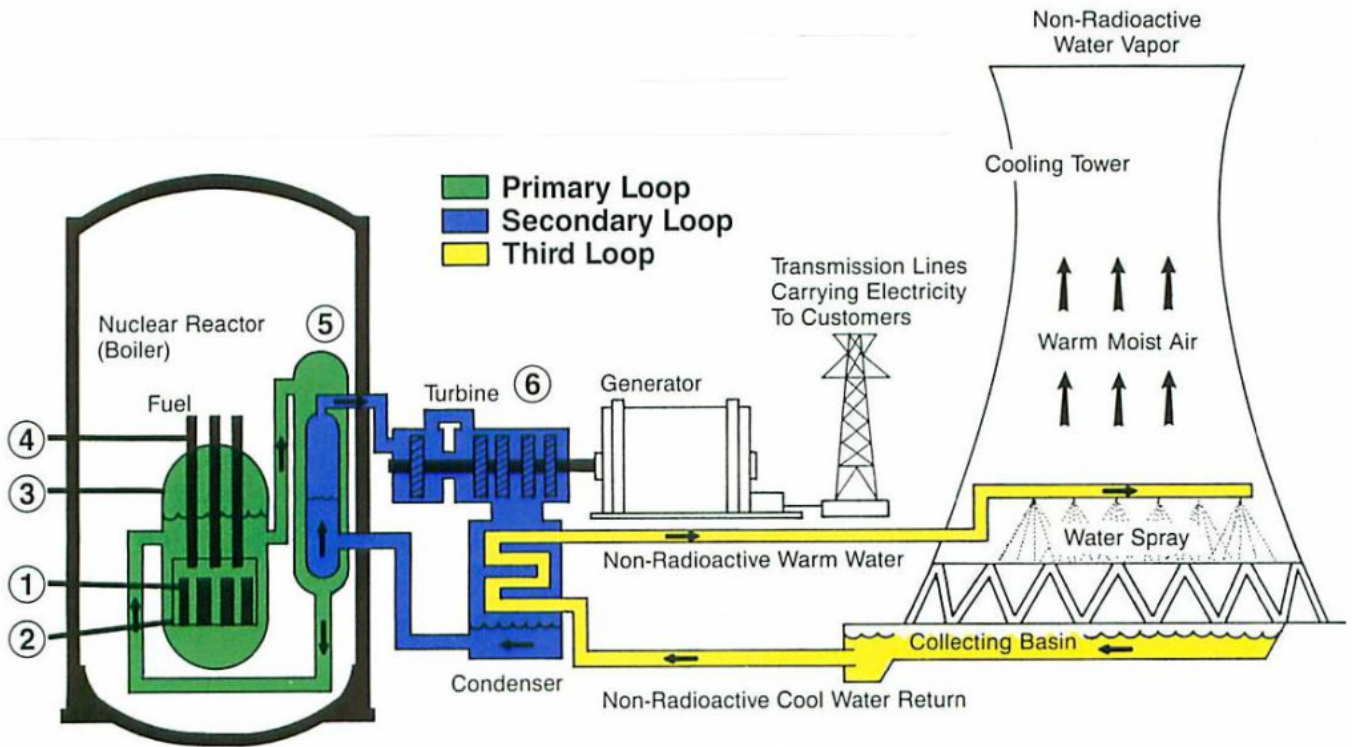 Non-Radioactive
Water Vapor
Cooling Tower
Primary Loop
Secondary Loop
Third Loop
Transmission Lines
Carrying Electricity
To Customers
Warm Moist Air
Nuclear Reactor
(Boiler)
5
Turbine
6
Generator
Fuel
4
3
1
2
Water Spray
Non-Radioactive Warm Water
Collecting Basin
Condenser
Non-Radioactive Cool Water Return